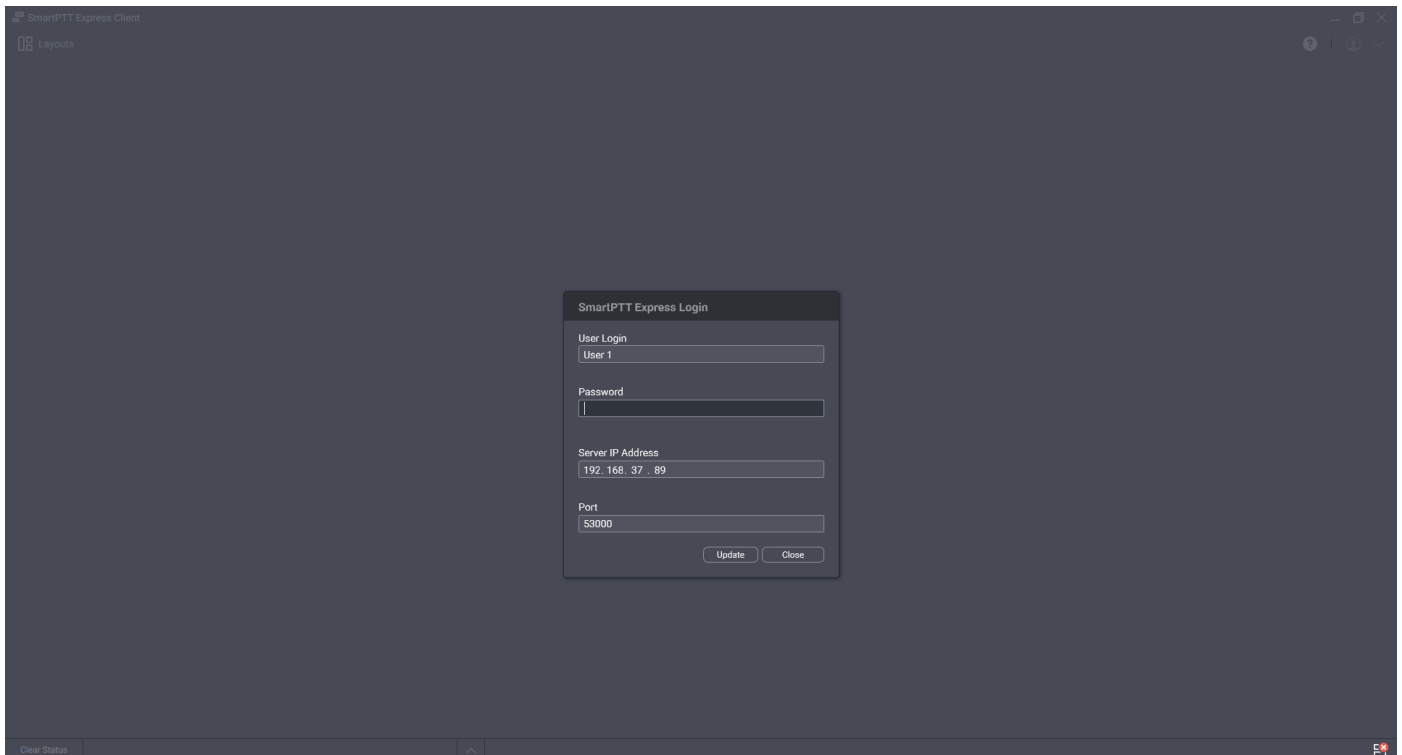 SmartPTT Express Client
Layouts
SmartPTT Express Login
User Login
User 1
Password
Server IP Address
192. 168. 37 . 89
Port
53000
Update Close
Clear Status